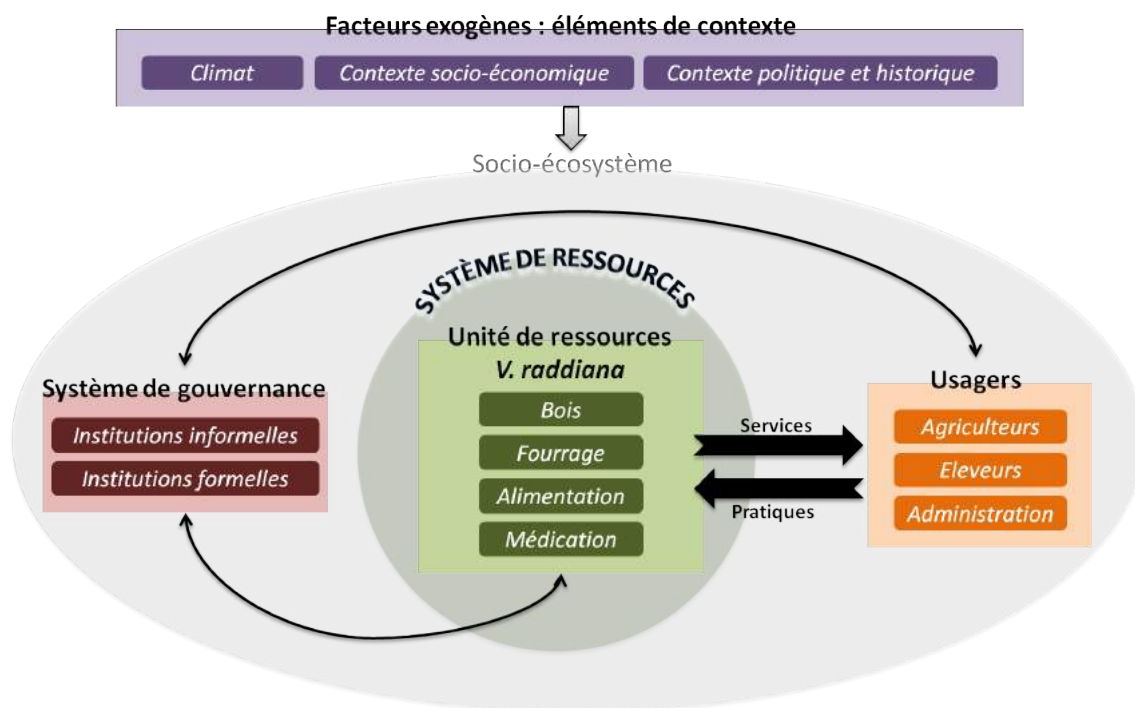 Facteurs exogènes : éléments de contexte
Climat
Contexte socio-économique
Contexte politique et historique
Socio-écosystème
SYSTÈME DE RESSOURCES
Unité de ressources
V. raddiana
Bois
Fourrage
Alimentation
Médication
Système de gouvernance
Institutions informelles
Institutions formelles
Services
Pratiques
Usagers
Agriculteurs
Eleveurs
Administration